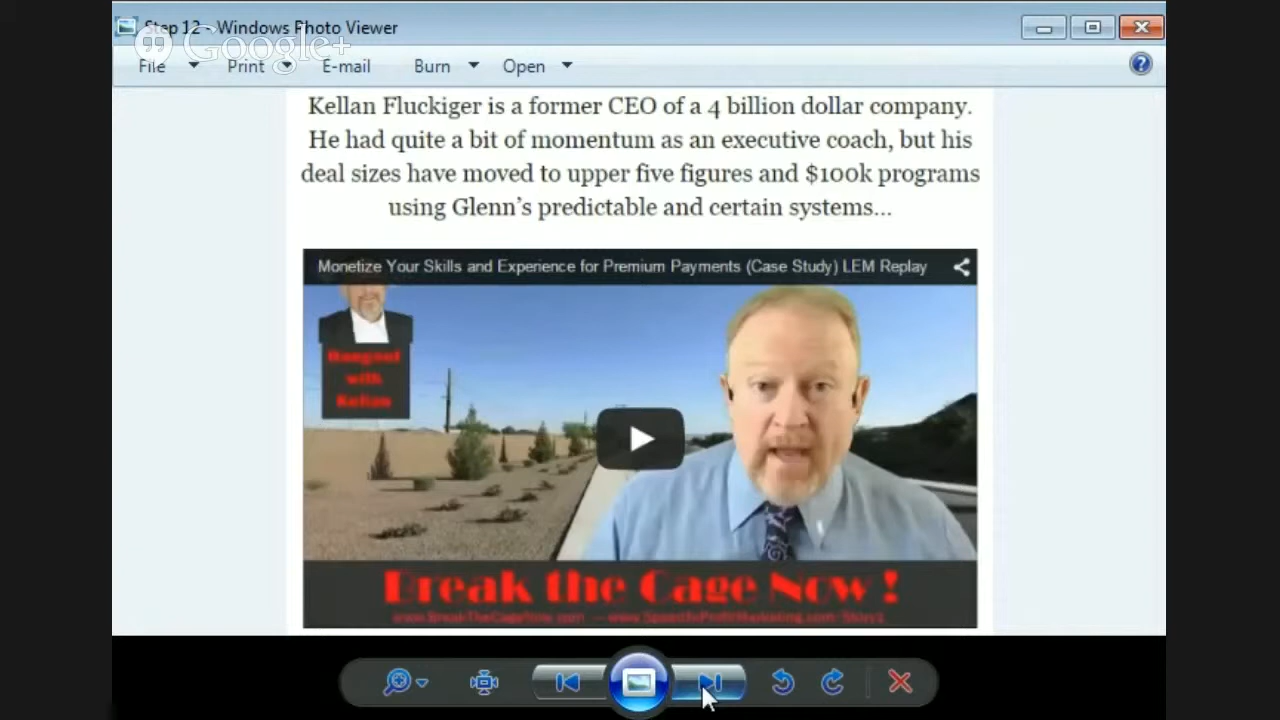 Step 12 - Windows Photo Viewer
Google+
File Print E-mail Burn Open
Kellan Fluckiger is a former CEO of a 4 billion dollar company.
He had quite a bit of momentum as an executive coach, but his
deal sizes have moved to upper five figures and $100k programs
using Glenn's predictable and certain systems...
Monetize Your Skills and Experience for Premium Payments (Case Study) LEM Replay
Hangout
with
Kellan
Break the Cage Now !
www.BreakTheCageNow.com